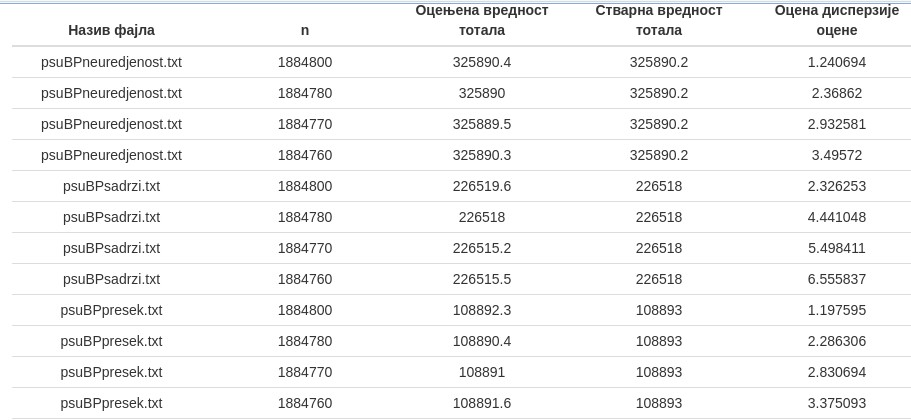 Назив фајла n Оцењена вредност тотала Стварна вредност тотала Оцена дисперзије оцене
psuBPneuredjenost.txt 1884800 325890.4 325890.2 1.240694
psuBPneuredjenost.txt 1884780 325890 325890.2 2.36862
psuBPneuredjenost.txt 1884770 325889.5 325890.2 2.932581
psuBPneuredjenost.txt 1884760 325890.3 325890.2 3.49572
psuBPsadrzi.txt 1884800 226519.6 226518 2.326253
psuBPsadrzi.txt 1884780 226518 226518 4.441048
psuBPsadrzi.txt 1884770 226515.2 226518 5.498411
psuBPsadrzi.txt 1884760 226515.5 226518 6.555837
psuBPpresek.txt 1884800 108892.3 108893 1.197595
psuBPpresek.txt 1884780 108890.4 108893 2.286306
psuBPpresek.txt 1884770 108891 108893 2.830694
psuBPpresek.txt 1884760 108891.6 108893 3.375093